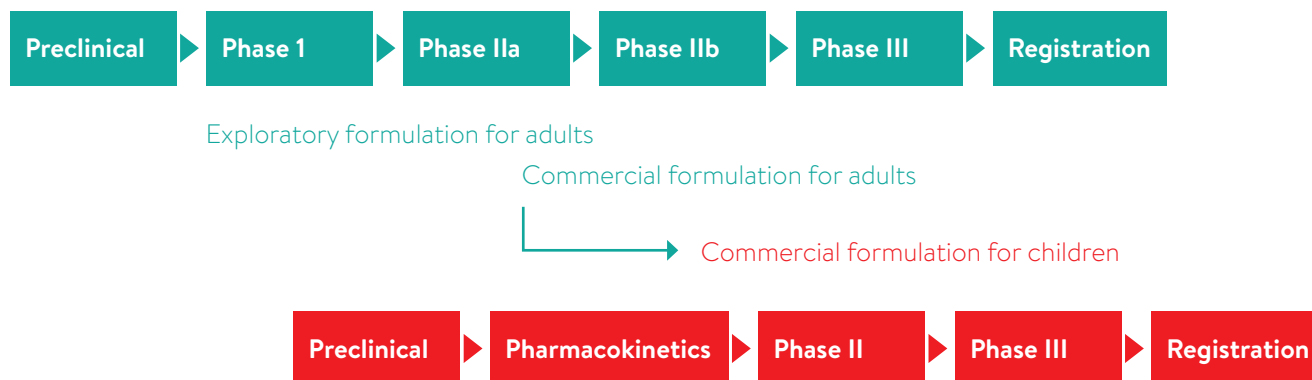 Preclinical Phase 1 Phase IIa Phase IIb Phase III Registration
Exploratory formulation for adults
Commercial formulation for adults
Commercial formulation for children
Preclinical Pharmacokinetics Phase II Phase III Registration